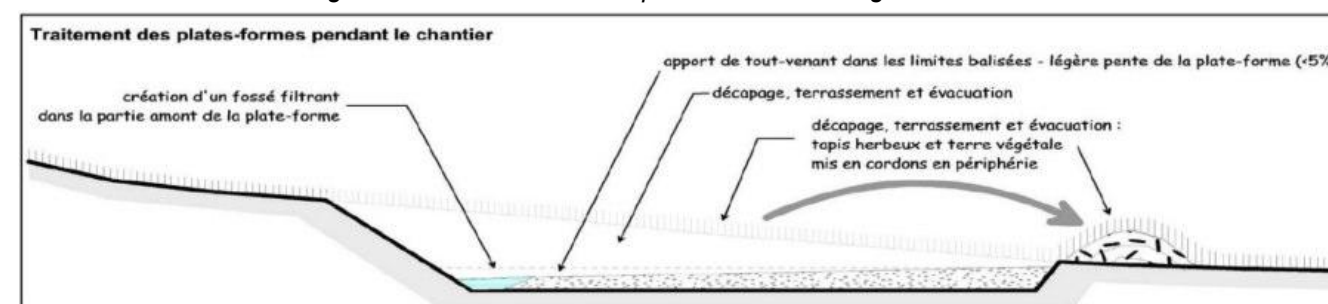 Traitement des plates-formes pendant le chantier
apport de tout-venant dans les limites balisées - légère pente de la plate-forme (<5%
création d'un fossé filtrant
dans la partie amont de la plate-forme
décapage, terrassement et évacuation
décapage, terrassement et évacuation :
tapis herbeux et terre végétale
mis en cordons en périphérie